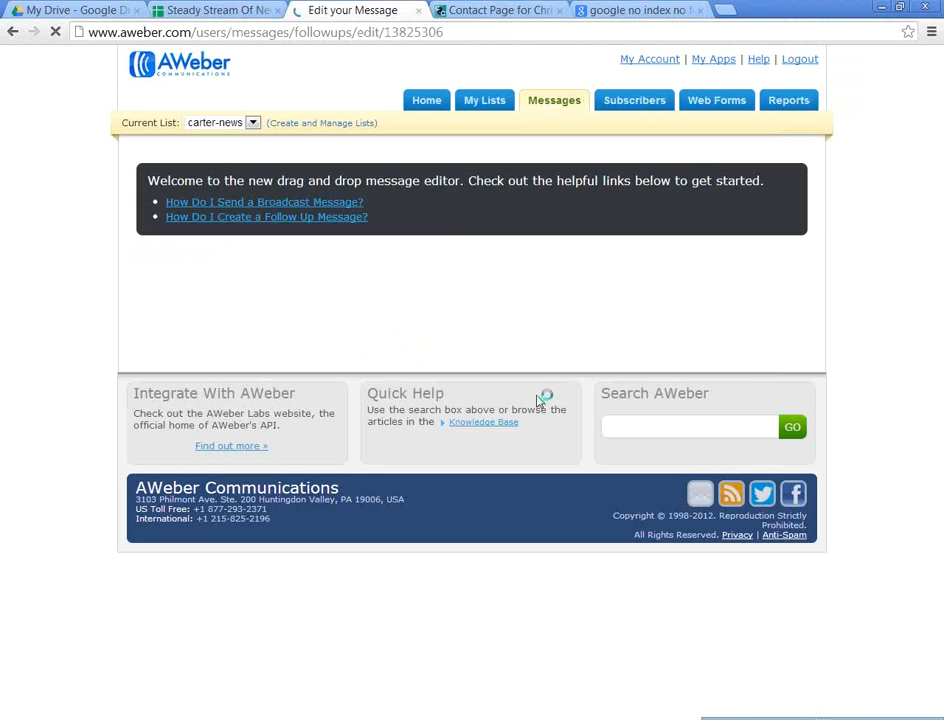 My Drive - Google D
Steady Stream Of Ne
Edit your Message
Contact Page for Chri
google no index no f
www.aweber.com/users/messages/followups/edit/13825306
AWeber
COMMUNICATIONS
My Account | My Apps | Help | Logout
Home
My Lists
Messages
Subscribers
Web Forms
Reports
Current List: carter-news (Create and Manage Lists)
Welcome to the new drag and drop message editor. Check out the helpful links below to get started.
• How Do I Send a Broadcast Message?
• How Do I Create a Follow Up Message?
Integrate With AWeber
Check out the AWeber Labs website, the
official home of AWeber's API.
Find out more »
Quick Help
Use the search box above or browse the
articles in the Knowledge Base
Search AWeber
GO
AWeber Communications
3103 Philmont Ave. Ste. 200 Huntingdon Valley, PA 19006, USA
US Toll Free: +1 877-293-2371
International: +1 215-825-2196
Copyright © 1998-2012. Reproduction Strictly
Prohibited.
All Rights Reserved. Privacy | Anti-Spam